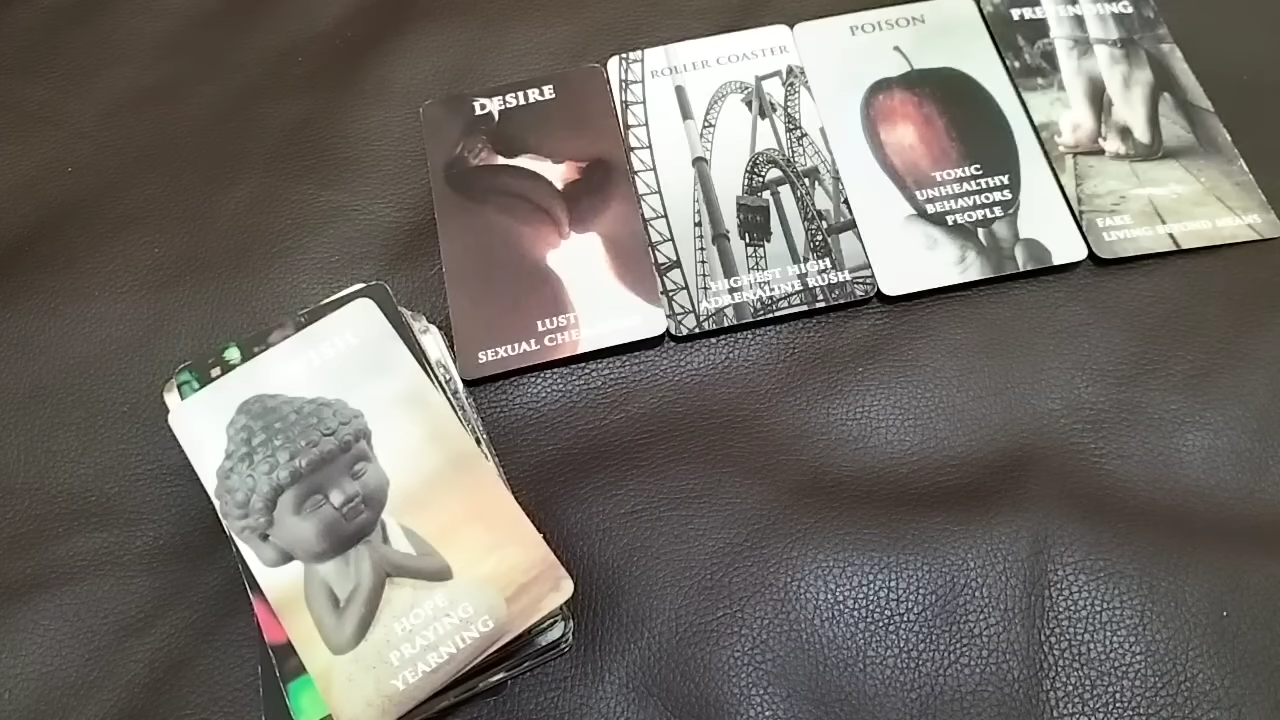 DESIRE
LUST
SEXUAL
ROLLER COASTER
HIGHEST HIGH
ADRENALINE RUSH
POISON
TOXIC
UNHEALTHY
BEHAVIORS
PEOPLE
PRETENDING
FAKE
LIVING BEYOND MEANS
HOPE
PRAYING
YEARNING